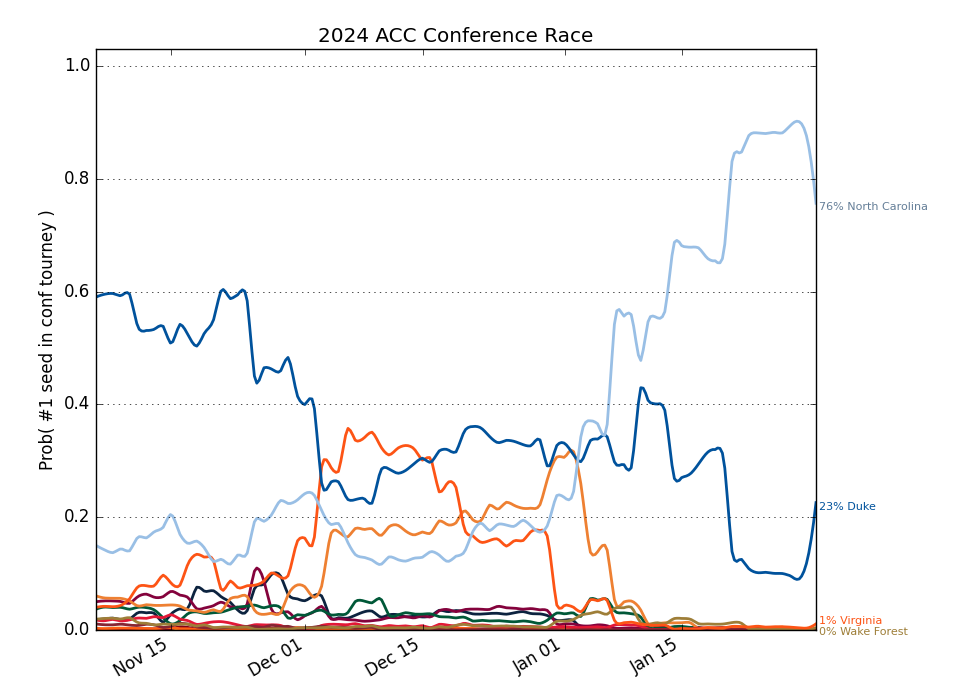 2024 ACC Conference Race
Prob( #1 seed in conf tourney )
1.0
0.8
0.6
0.4
0.2
0.0
Nov 15
Dec 01
Dec 15
Jan 01
Jan 15
76% North Carolina
23% Duke
1% Virginia
0% Wake Forest